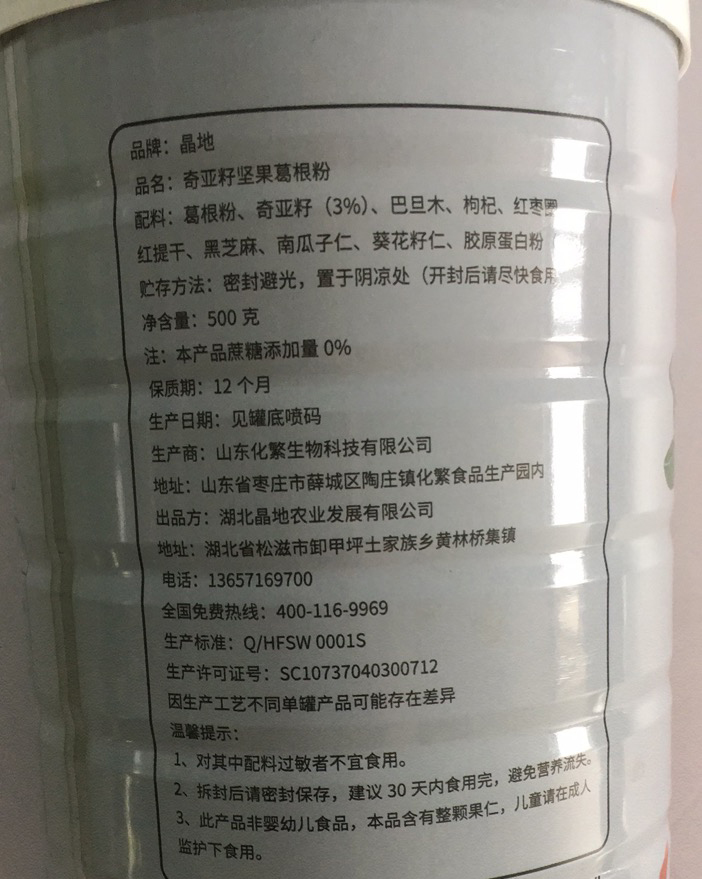 品牌：晶地
品名：奇亚籽坚果葛根粉
配料：葛根粉、奇亚籽（3%）、巴旦木、枸杞、红枣圈
红提干、黑芝麻、南瓜子仁、葵花籽仁、胶原蛋白粉
贮存方法：密封避光，置于阴凉处（开封后请尽快食用
净含量：500 克
注：本产品蔗糖添加量 0%
保质期：12 个月
生产日期：见罐底喷码
生产商：山东化繁生物科技有限公司
地址：山东省枣庄市薛城区陶庄镇化繁食品生产园内
出品方：湖北晶地农业发展有限公司
地址：湖北省松滋市卸甲坪土家族乡黄林桥集镇
电话：13657169700
全国免费热线：400-116-9969
生产标准：Q/HFSW 0001S
生产许可证号：SC10737040300712
因生产工艺不同单罐产品可能存在差异
温馨提示：
1、对其中配料过敏者不宜食用。
2、拆封后请密封保存，建议 30 天内食用完，避免营养流失。
3、此产品非婴幼儿食品，本品含有整颗果仁，儿童请在成人
监护下食用。